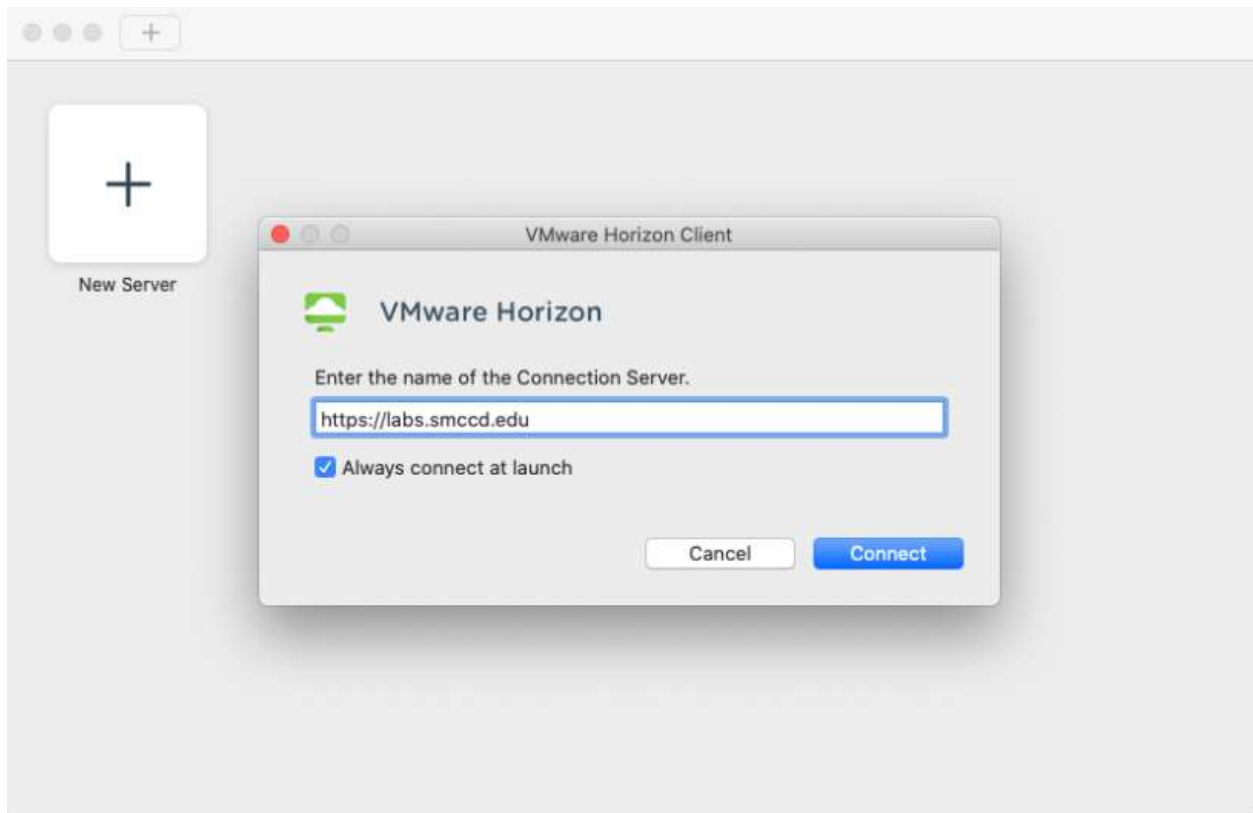 New Server
VMware Horizon Client
VMware Horizon
Enter the name of the Connection Server.
https://labs.smccd.edu
Always connect at launch
Cancel Connect